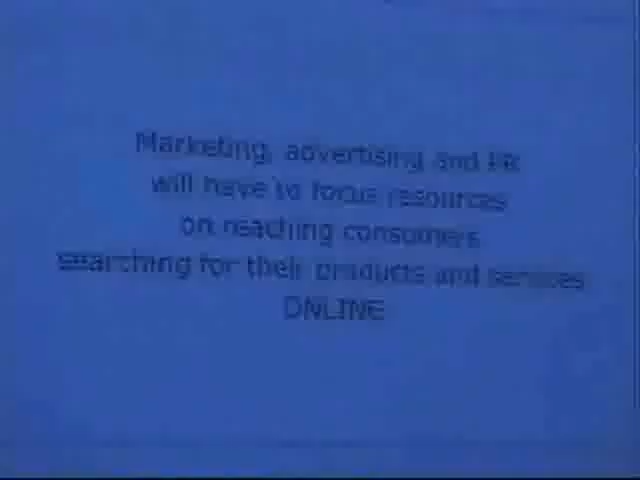 Marketing, advertising and PR
will have to focus resources
on reaching consumers
searching for their products and services
ONLINE